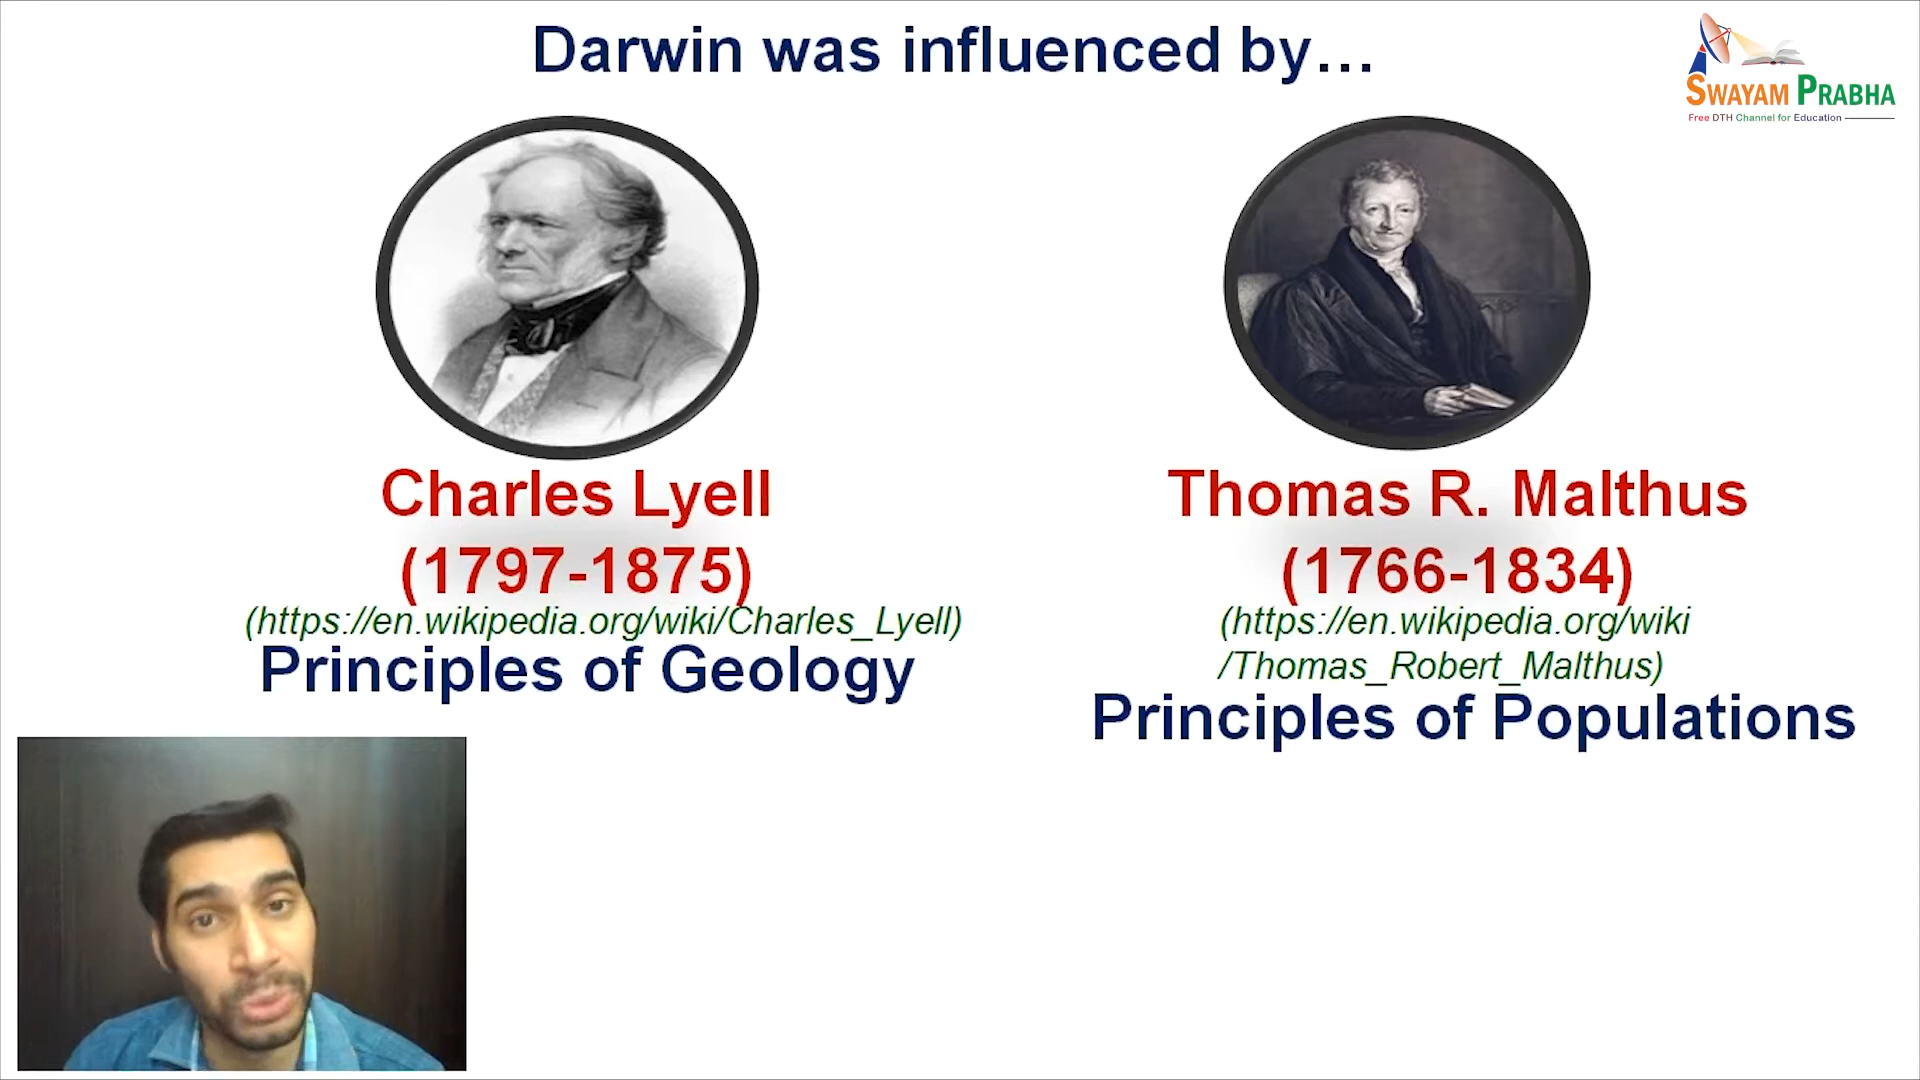 Darwin was influenced by...
SWAYAM PRABHA
Free DTH Channel for Education
Charles Lyell
(1797-1875)
(https://en.wikipedia.org/wiki/Charles_Lyell)
Principles of Geology
Thomas R. Malthus
(1766-1834)
(https://en.wikipedia.org/wiki
/Thomas_Robert_Malthus)
Principles of Populations